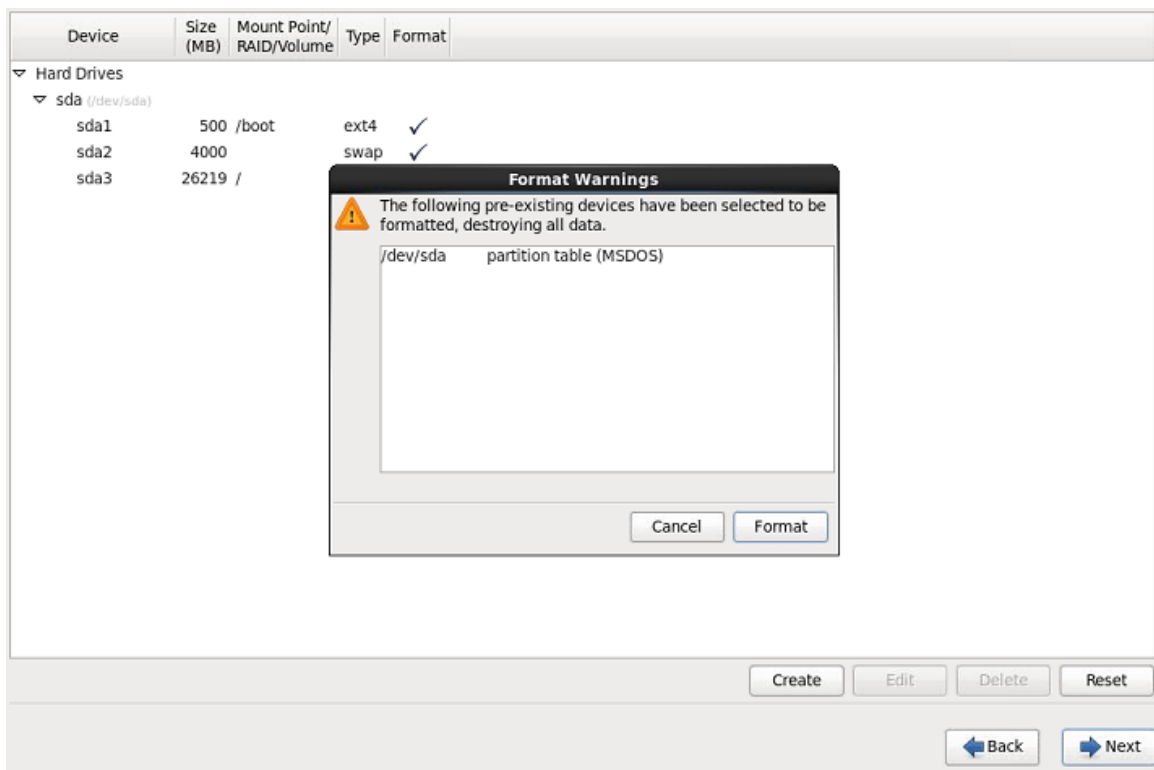 Device Size (MB) Mount Point/ RAID/Volume Type Format
Hard Drives
sda (/dev/sda)
sda1 500 /boot ext4 ✓
sda2 4000 swap ✓
sda3 26219 /
Format Warnings
The following pre-existing devices have been selected to be
formatted, destroying all data.
/dev/sda partition table (MSDOS)
Cancel Format
Create Edit Delete Reset
Back Next